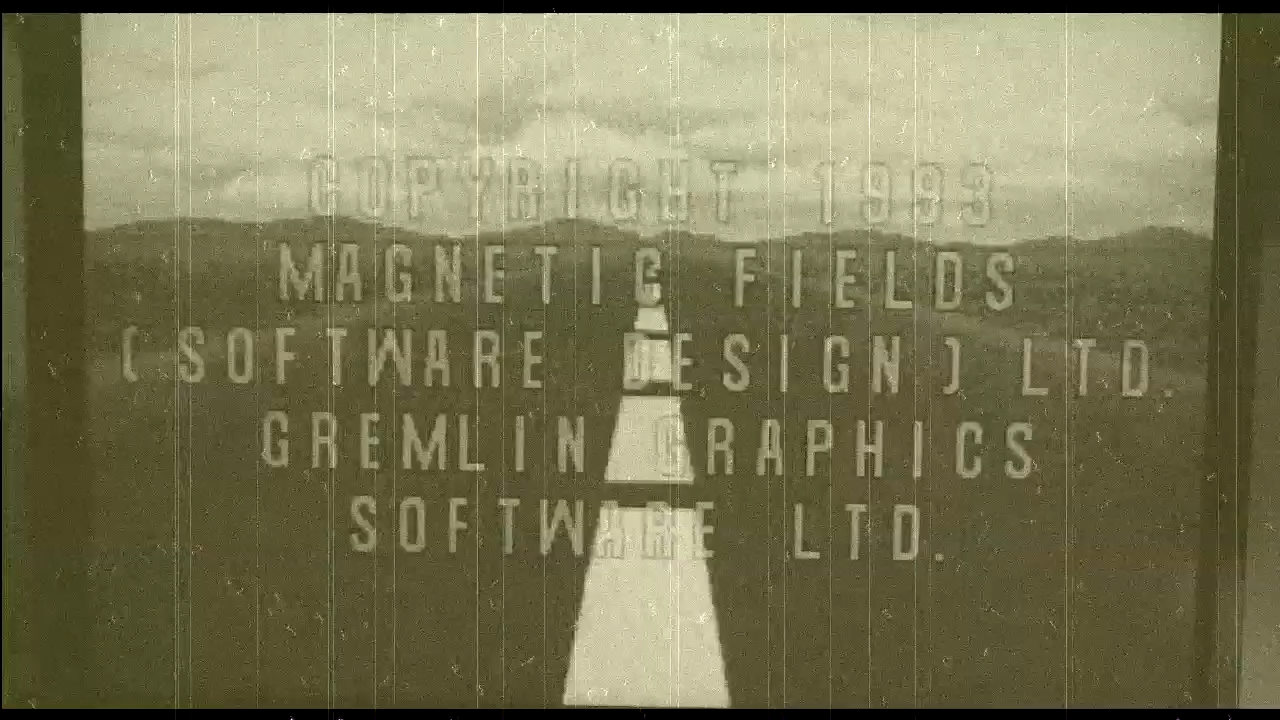 COPYRIGHT 1993
MAGNETIC FIELDS
(SOFTWARE DESIGN) LTD.
GREMLIN GRAPHICS
SOFTWARE LTD.